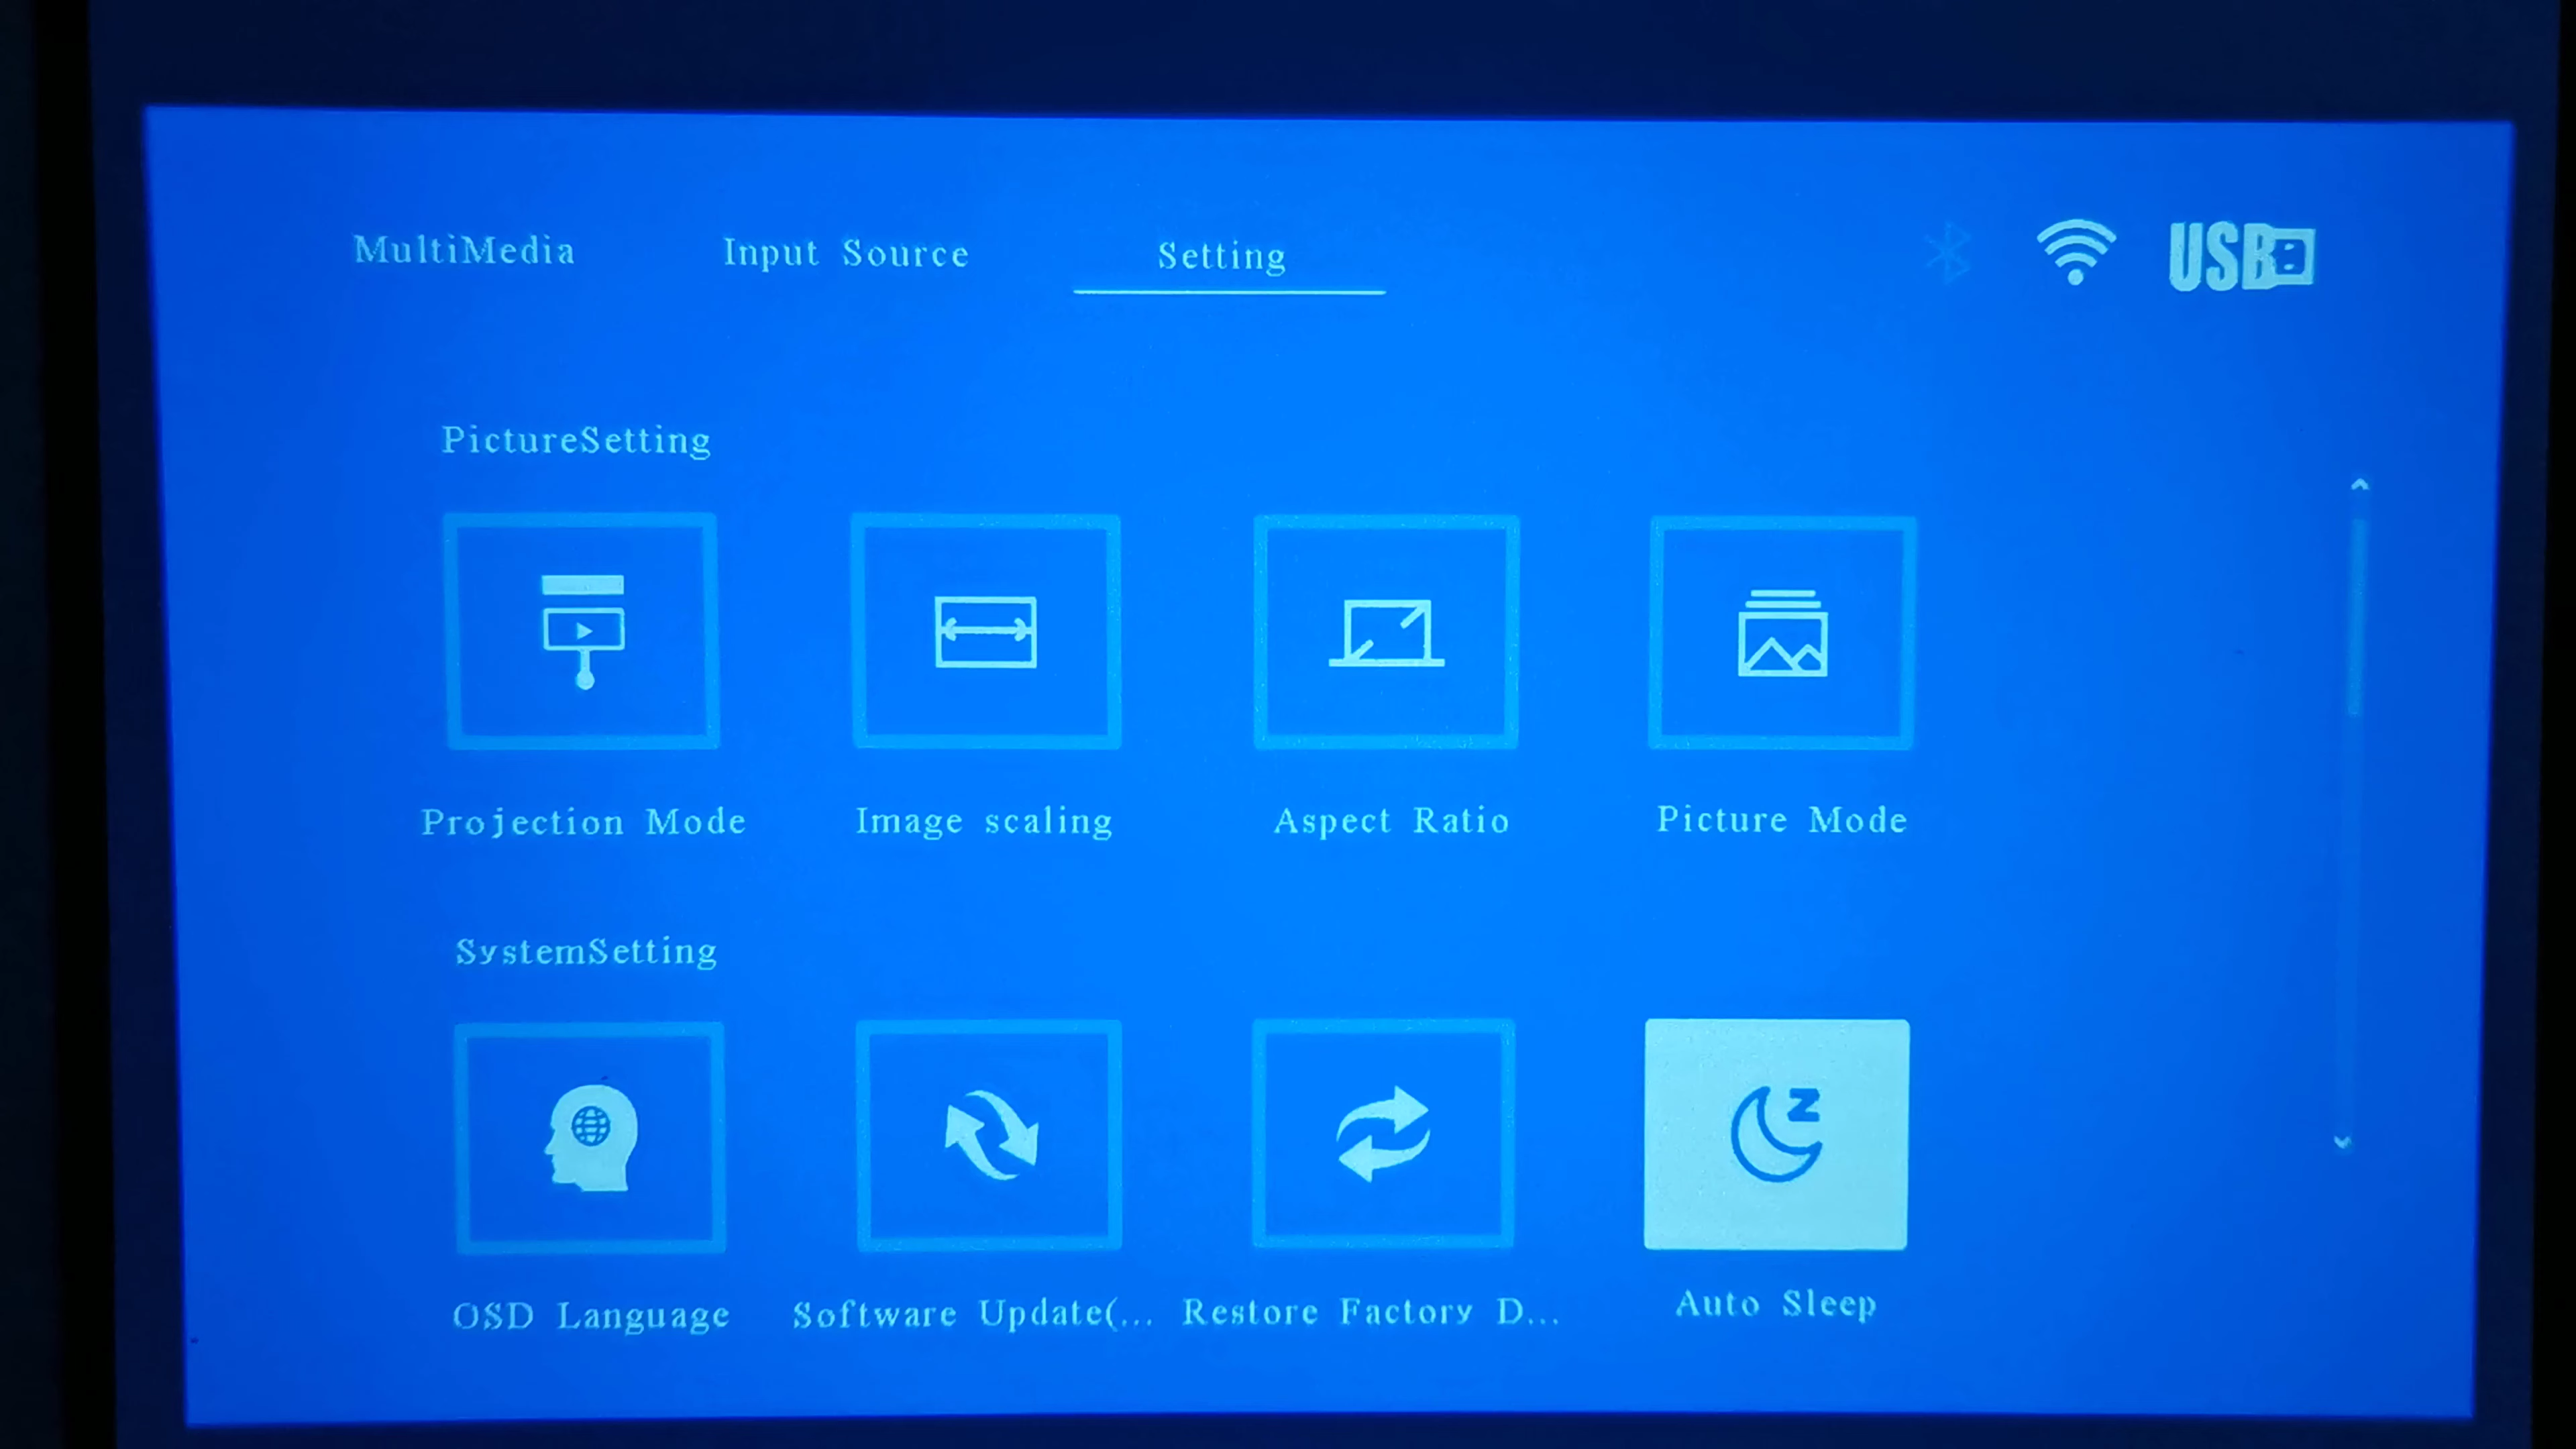 MultiMedia Input Source Setting USB
PictureSetting
Projection Mode Image scaling Aspect Ratio Picture Mode
SystemSetting
Z
OSD Language Software Update(... Restore Factory D... Auto Sleep